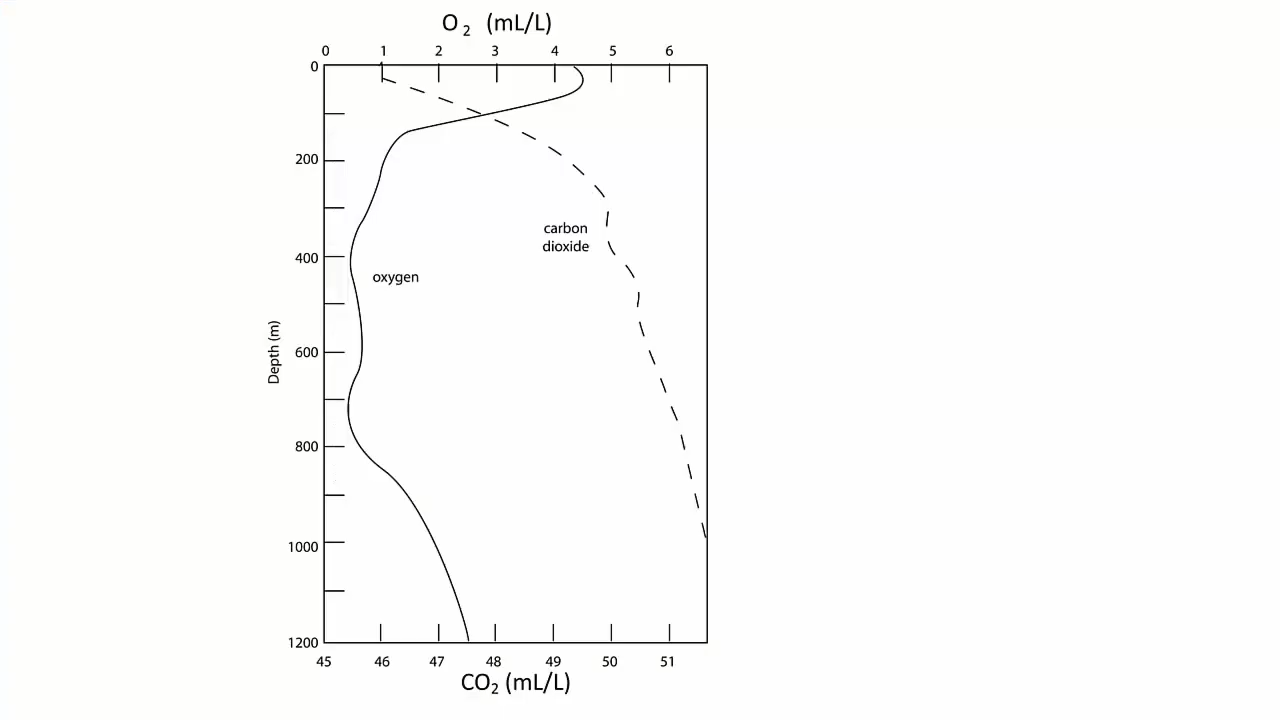 O₂ (mL/L)
0 1 2 3 4 5 6
0
200
carbon
dioxide
400
oxygen
600
Depth (m)
800
1000
1200
45 46 47 48 49 50 51
CO₂ (mL/L)